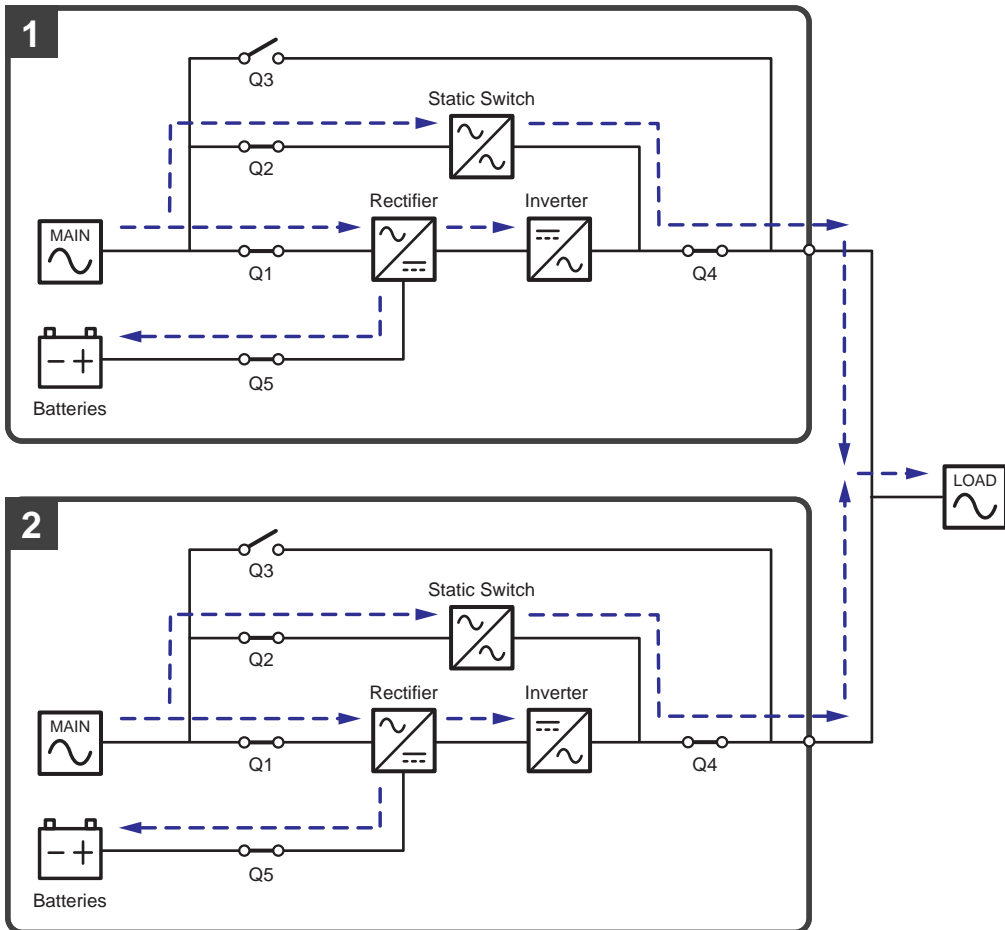 1
Q3
Static Switch
Q2
Rectifier
Inverter
MAIN
Q1
Q4
Q5
Batteries
LOAD
2
Q3
Static Switch
Q2
Rectifier
Inverter
MAIN
Q1
Q4
Q5
Batteries